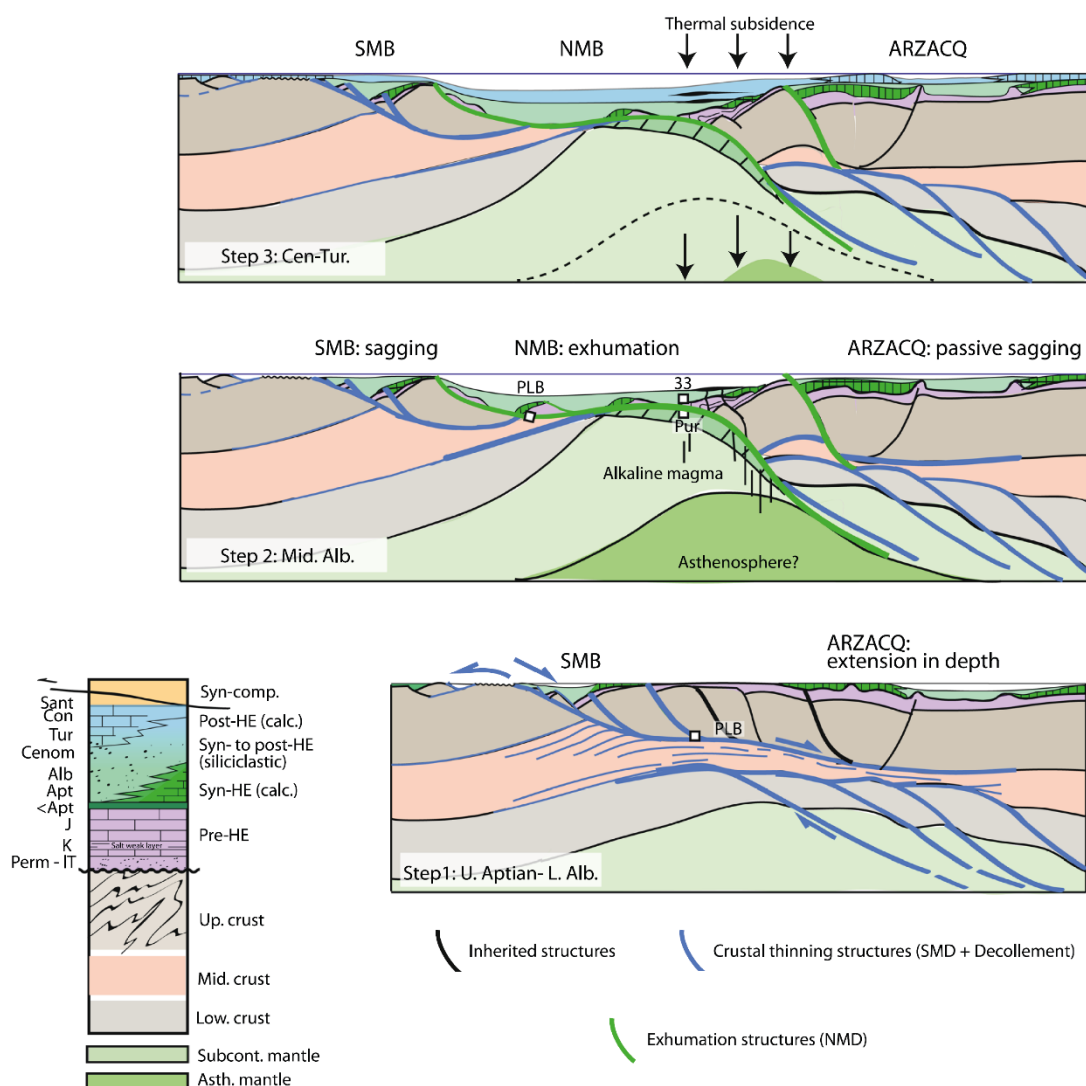 Thermal subsidence
SMB
NMB
ARZACQ
Step 3: Cen-Tur.
SMB: sagging
NMB: exhumation
ARZACQ: passive sagging
PLB
33
Pur
Alkaline magma
Asthenosphere?
Step 2: Mid. Alb.
SMB
ARZACQ:
extension in depth
PLB
Step1: U. Aptian- L. Alb.
Sant
Con
Tur
Cenom
Alb
Apt
<Apt
J
K
Perm - lT
Syn-comp.
Post-HE (calc.)
Syn- to post-HE
(siliciclastic)
Syn-HE (calc.)
Pre-HE
Salt weak layer
Up. crust
Mid. crust
Low. crust
Subcont. mantle
Asth. mantle
Inherited structures
Crustal thinning structures (SMD + Decollement)
Exhumation structures (NMD)